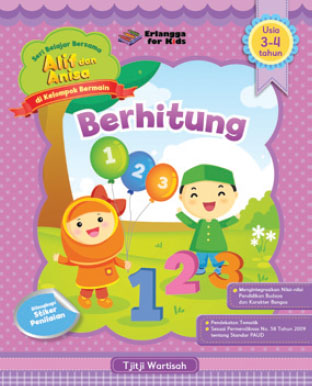 Erlangga
for Kids
Usia
3-4
tahun
Seri Belajar Bersama
Alif dan
Anisa
di Kelompok Bermain
Berhitung
1
2
3
1
2
3
Mengintegrasikan Nilai-nilai
Pendidikan Budaya
dan Karakter Bangsa
Dilengkapi
Stiker
Penilaian
Pendekatan Tematik
Sesuai Permendiknas No. 58 Tahun 2009
tentang Standar PAUD
Tjitji Wartisah